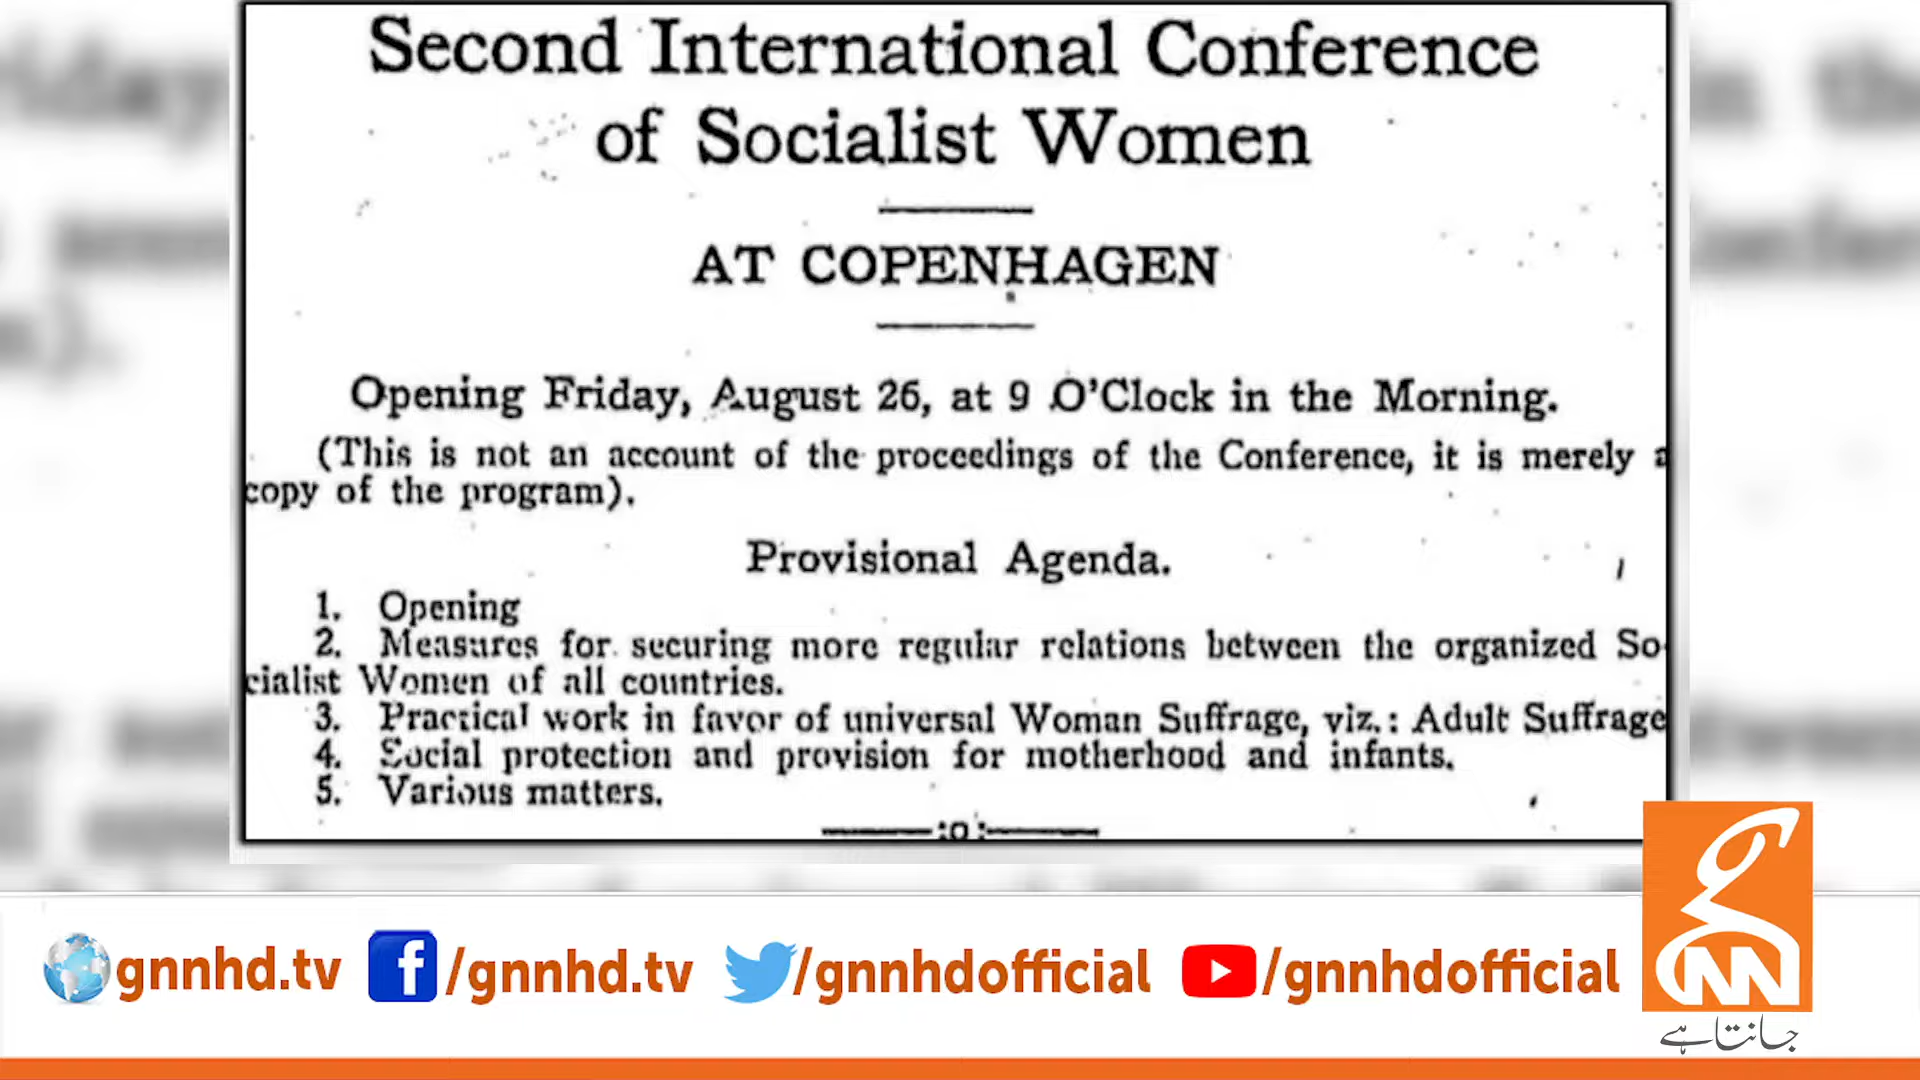 Second International Conference
of Socialist Women
AT COPENHAGEN
Opening Friday, August 26, at 9 O'Clock in the Morning.
(This is not an account of the proceedings of the Conference, it is merely a
copy of the program).
Provisional Agenda.
1. Opening
2. Measures for securing more regular relations between the organized So-
cialist Women of all countries.
3. Practical work in favor of universal Woman Suffrage, viz.: Adult Suffrage
4. Social protection and provision for motherhood and infants.
5. Various matters.
:o:
gnnhd.tv /gnnhd.tv /gnnhdofficial /gnnhdofficial
GNN
جانتا ہے